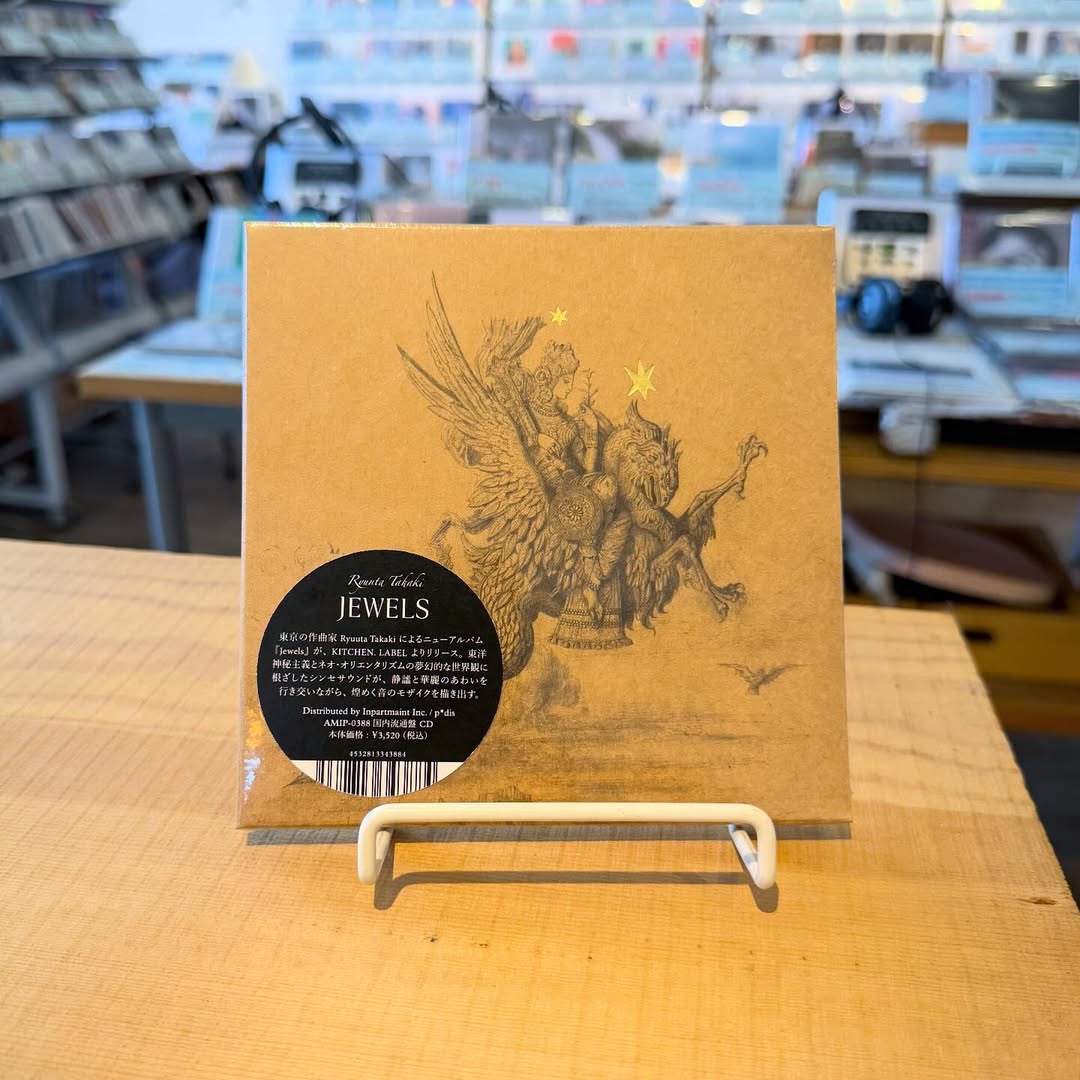 Ryuuta Takaki
JEWELS
東京の作曲家 Ryuuta Takaki によるニューアルバム
『Jewels』が、KITCHEN. LABEL よりリリース。東洋
神秘主義とネオ・オリエンタリズムの夢幻的な世界観に
根ざしたシンセサウンドが、静謐と華麗のあわいを
行き交いながら、煌めく音のモザイクを描き出す。
Distributed by Inpartmaint Inc. / p*dis
AMIP-0388 国内流通盤 CD
本体価格：¥3,520（税込）
4532813343884